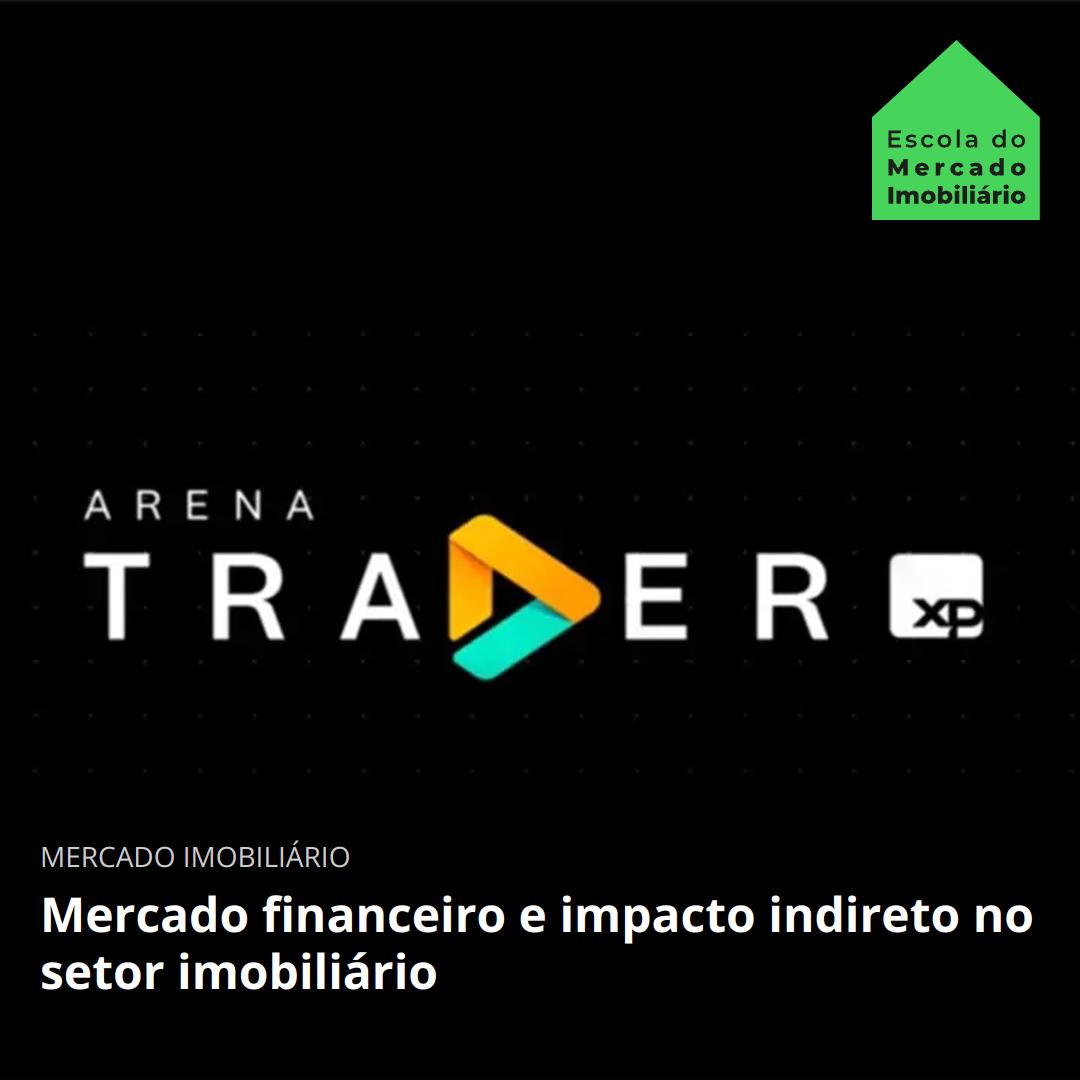 Escola do
Mercado
Imobiliário
ARENA
TRADER XP
MERCADO IMOBILIÁRIO
Mercado financeiro e impacto indireto no
setor imobiliário